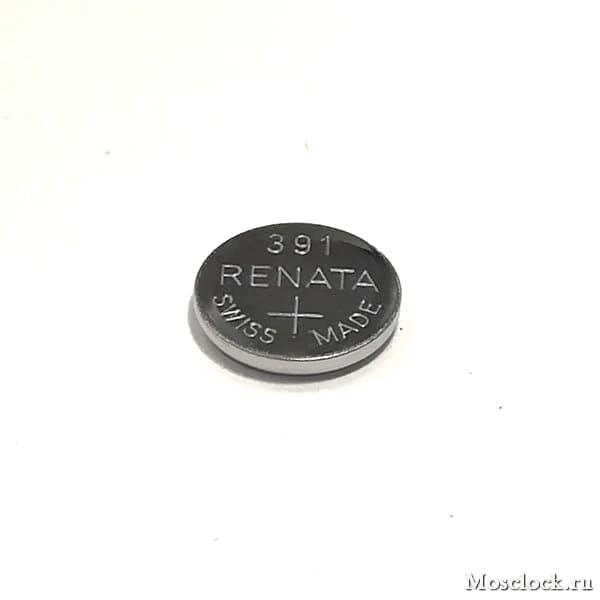 391
RENATA
+
SWISS MADE
Mosclock.ru